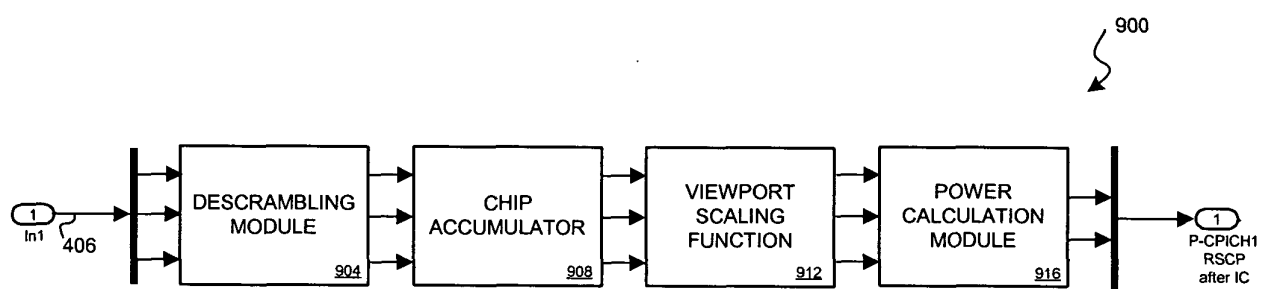 900
DESCRAMBLING
MODULE
904
CHIP
ACCUMULATOR
908
VIEWPORT
SCALING
FUNCTION
912
POWER
CALCULATION
MODULE
916
1
In1
406
1
P-CPICH1
RSCP
after IC